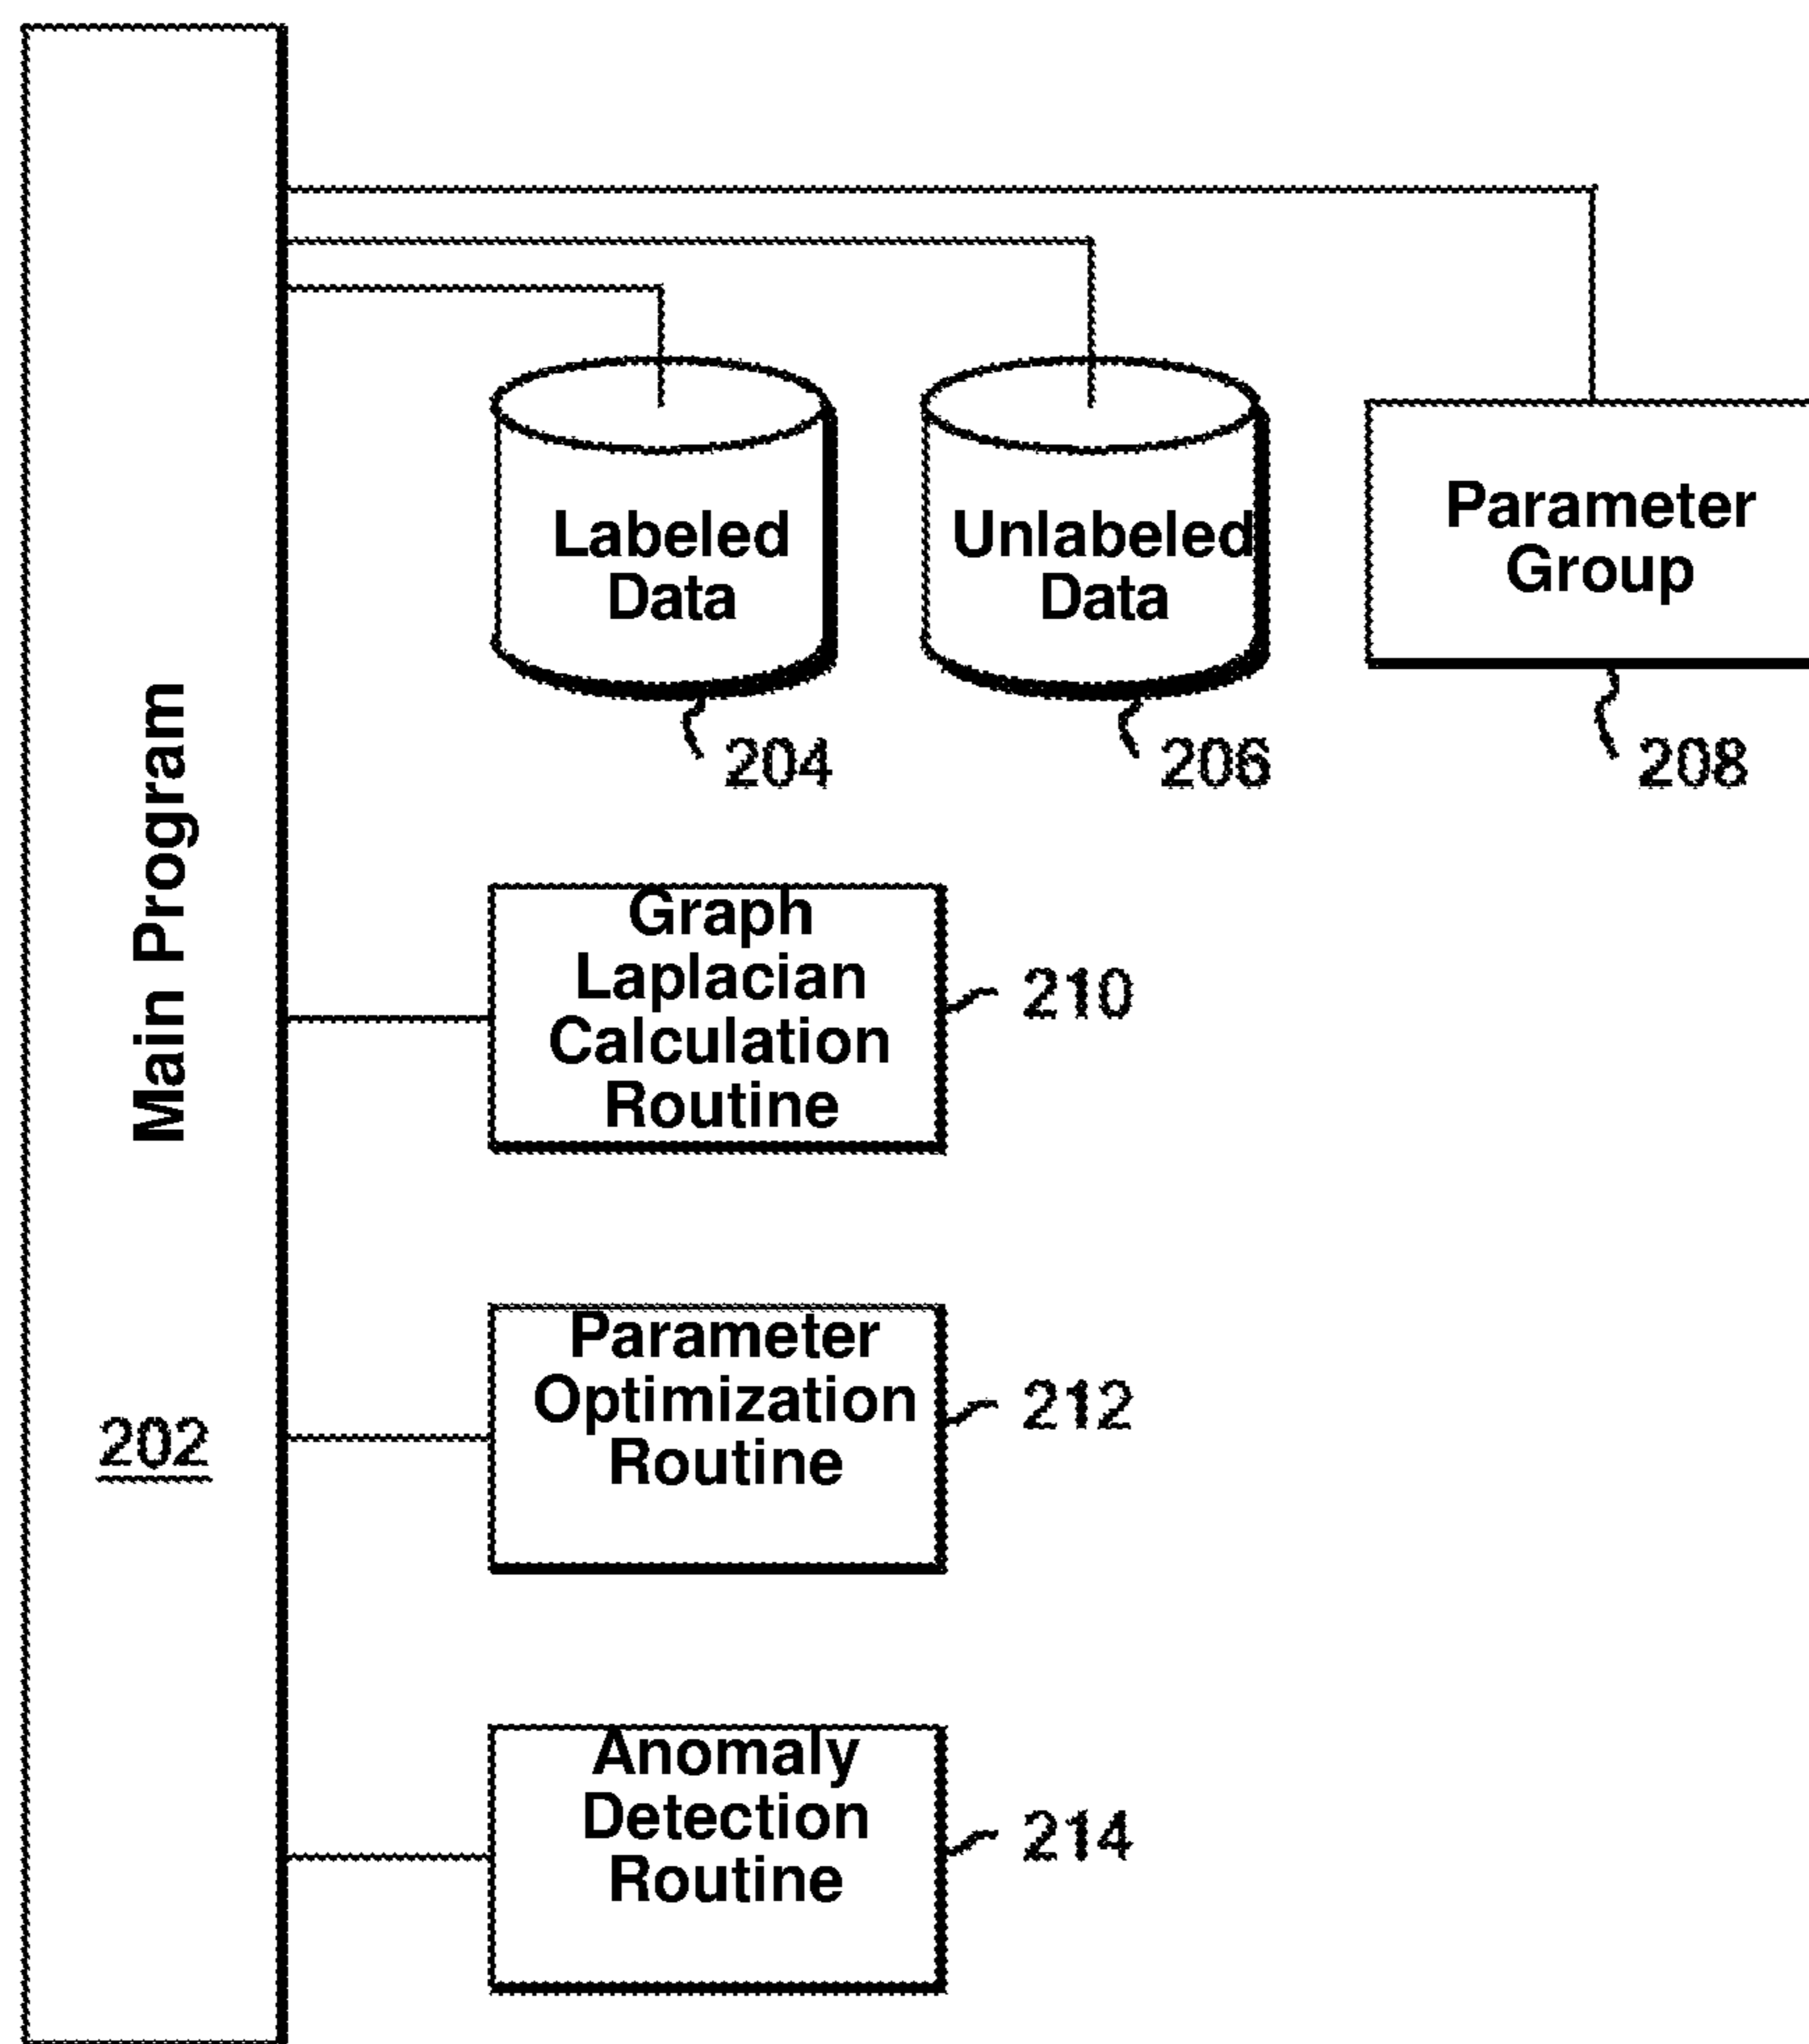 Main Program
202
Labeled
Data
204
Unlabeled
Data
206
Parameter
Group
208
Graph
Laplacian
Calculation
Routine
210
Parameter
Optimization
Routine
212
Anomaly
Detection
Routine
214